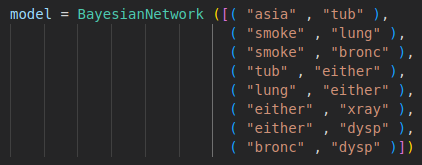 model = BayesianNetwork ([( "asia" , "tub" ),
( "smoke" , "lung" ),
( "smoke" , "bronc" ),
( "tub" , "either" ),
( "lung" , "either" ),
( "either" , "xray" ),
( "either" , "dysp" ),
( "bronc" , "dysp" )])